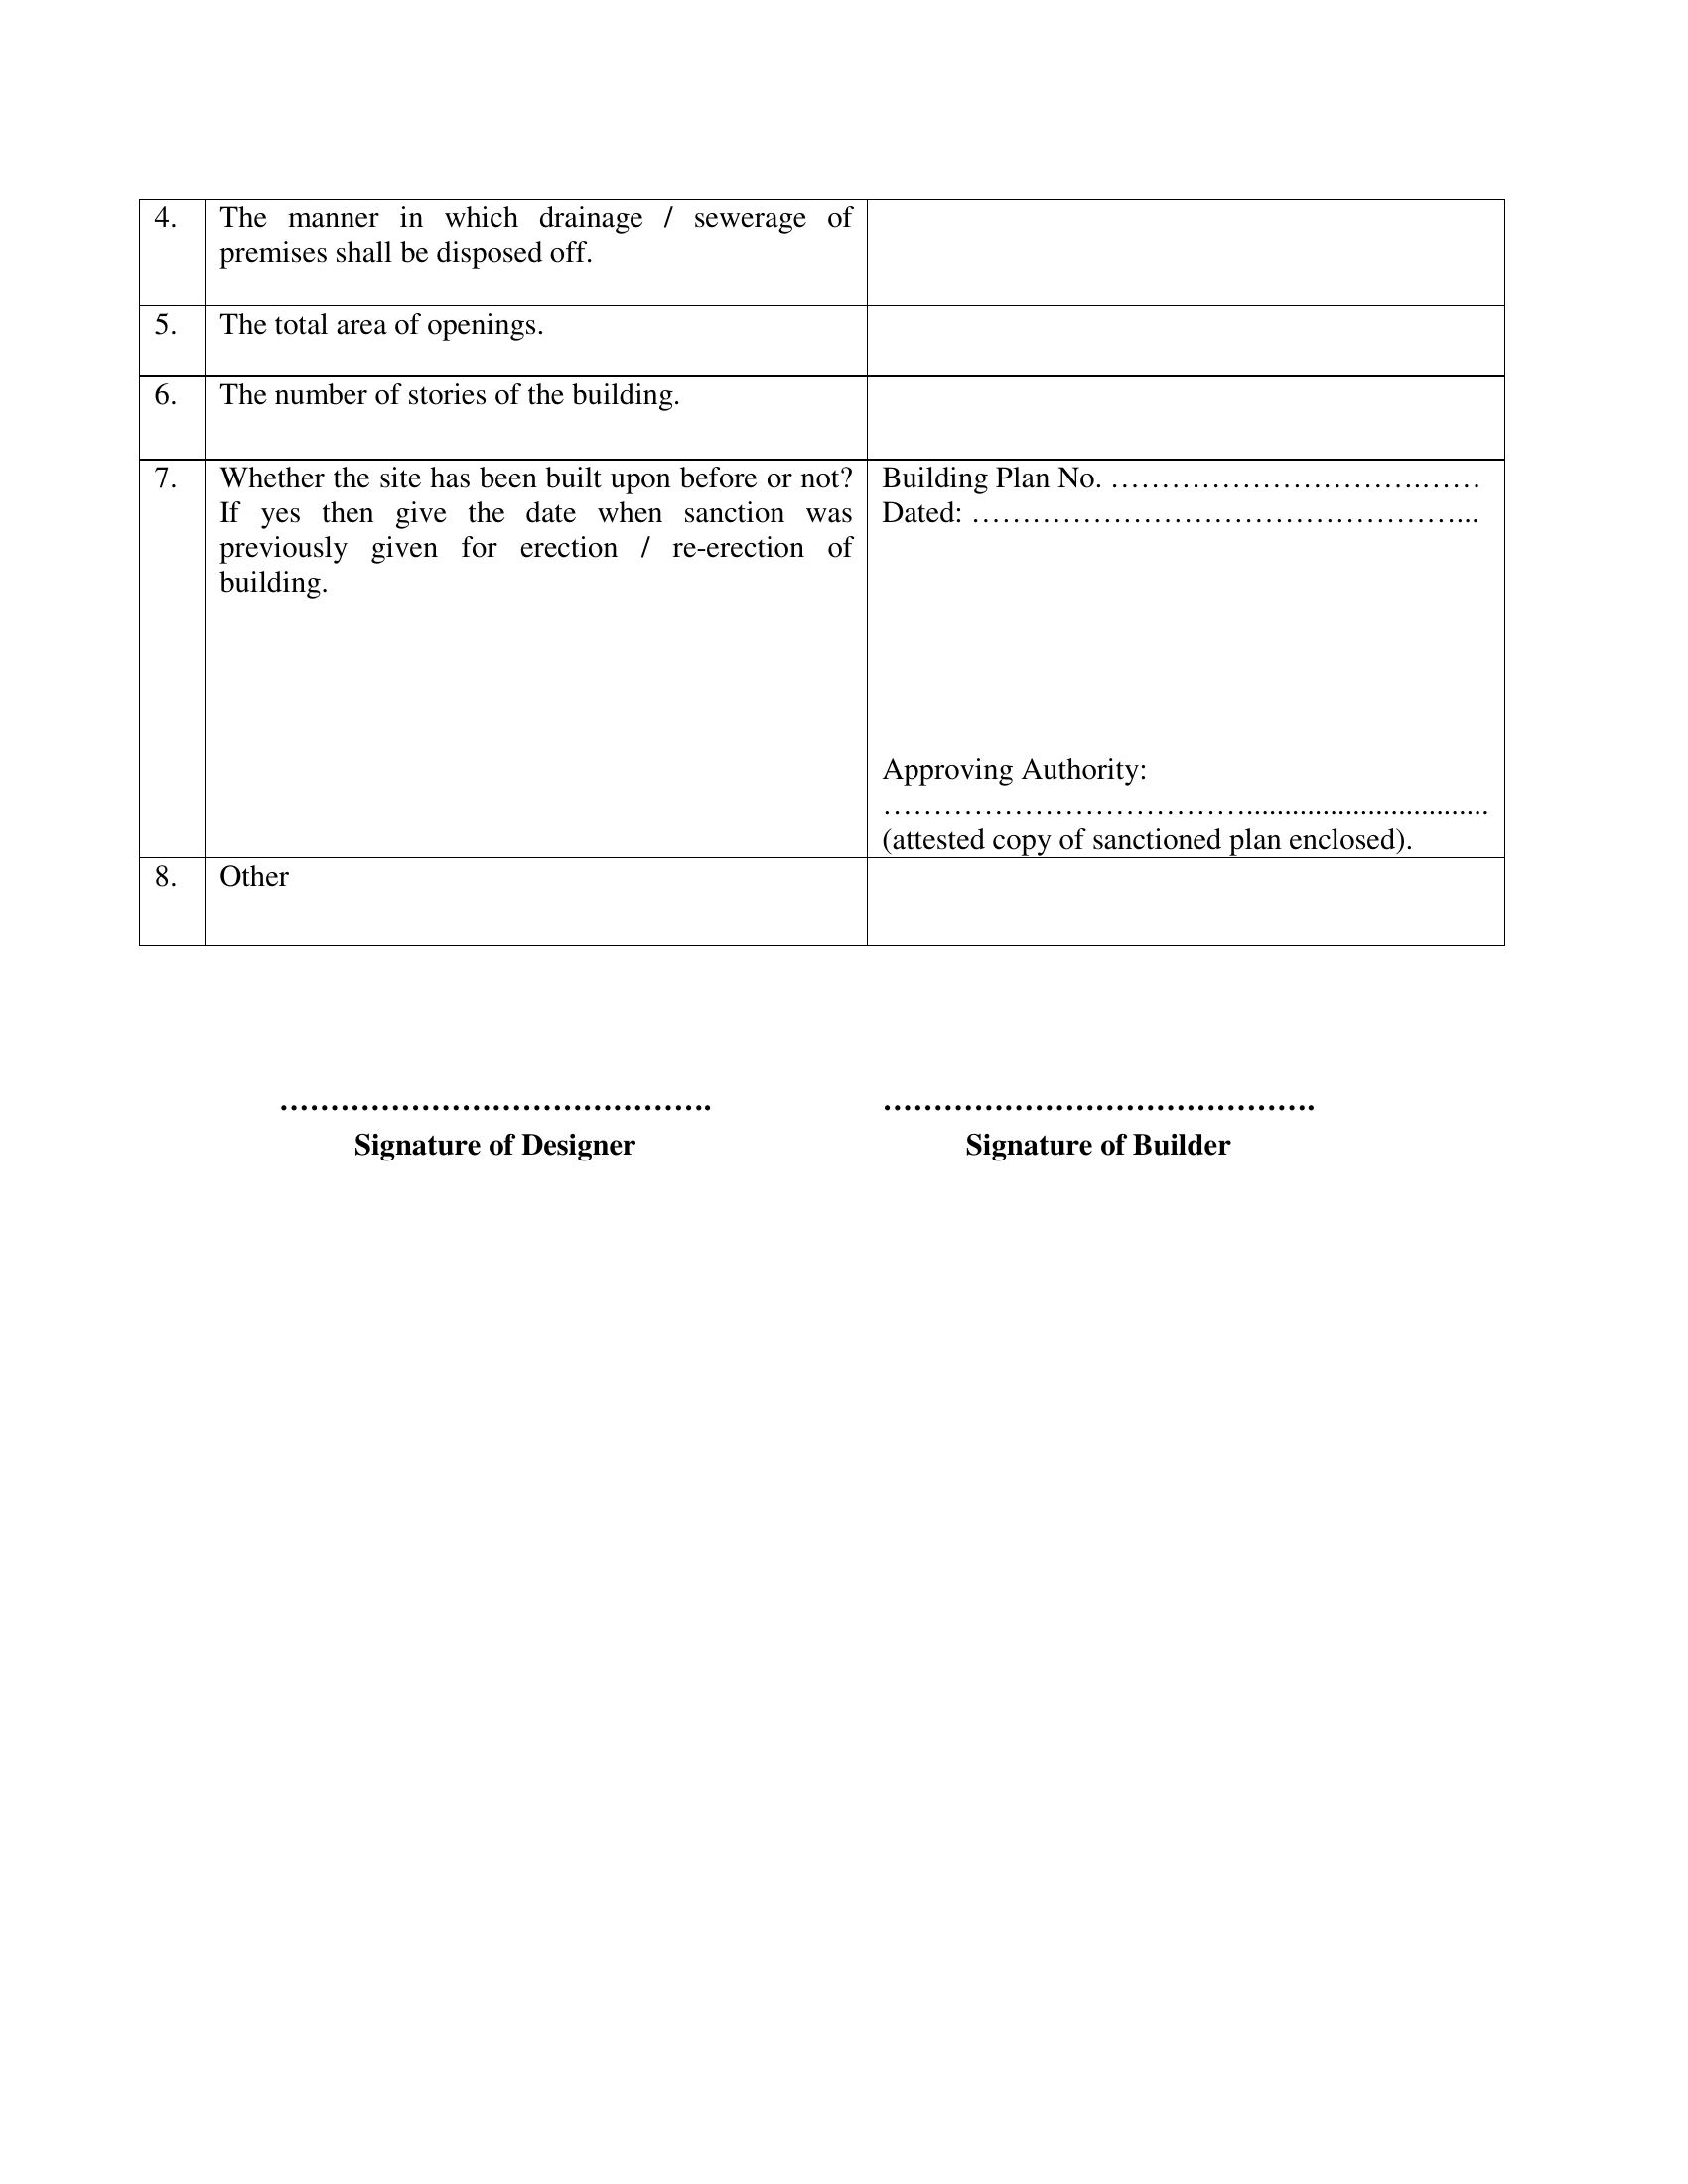 4. The manner in which drainage / sewerage of
premises shall be disposed off.
5. The total area of openings.
6. The number of stories of the building.
7. Whether the site has been built upon before or not?
If yes then give the date when sanction was
previously given for erection / re-erection of
building.
Building Plan No. ………………………….……
Dated: …………………………………………...
Approving Authority:
………………………………................................
(attested copy of sanctioned plan enclosed).
8. Other
……………………………………. …………………………………….
Signature of Designer Signature of Builder